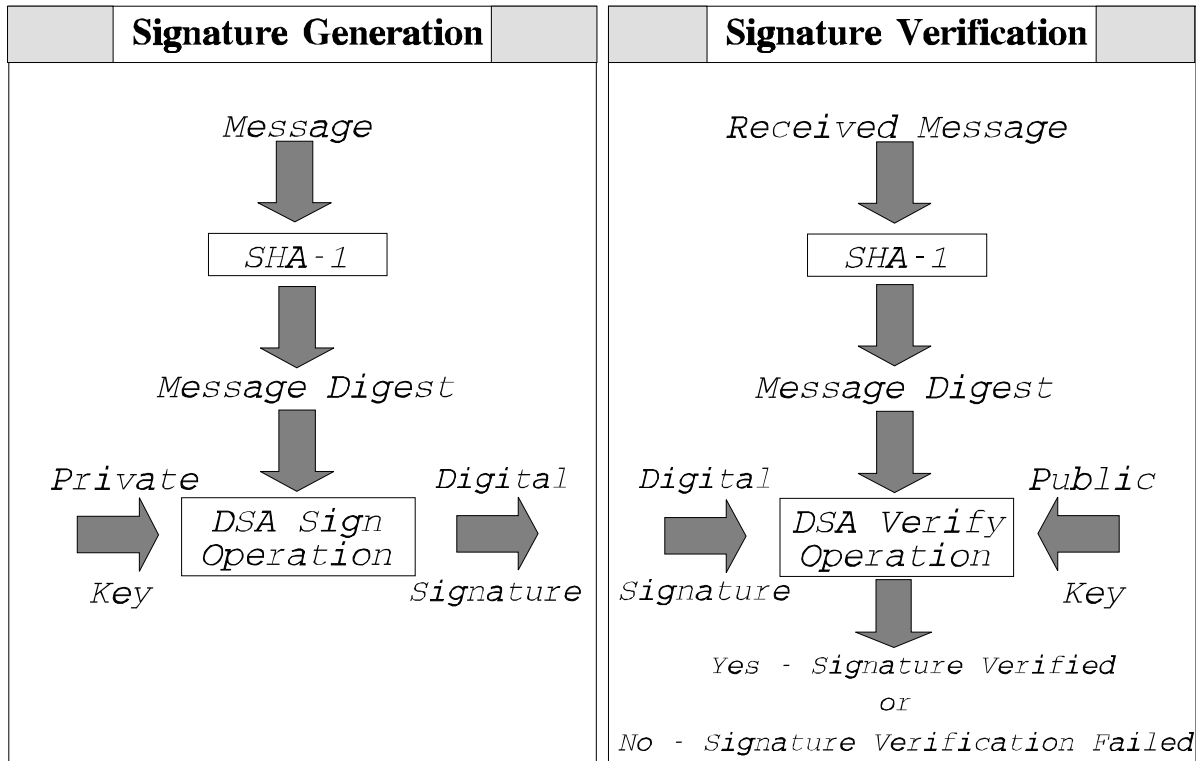 Signature Generation
Message
SHA-1
Message Digest
Private
Key
DSA Sign
Operation
Digital
Signature
Signature Verification
Received Message
SHA-1
Message Digest
Digital
Signature
DSA Verify
Operation
Public
Key
Yes - Signature Verified
or
No - Signature Verification Failed